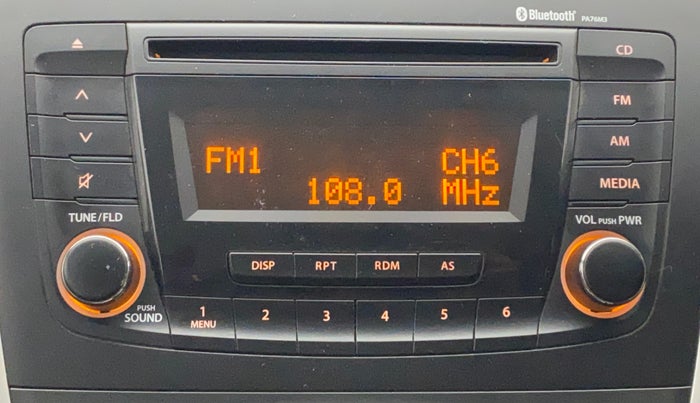 Bluetooth® PA76M3
CD
FM
AM
MEDIA
FM1 CH6
108.0 MHz
TUNE/FLD
VOL PUSH PWR
DISP RPT RDM AS
PUSH
SOUND
1 2 3 4 5 6
MENU